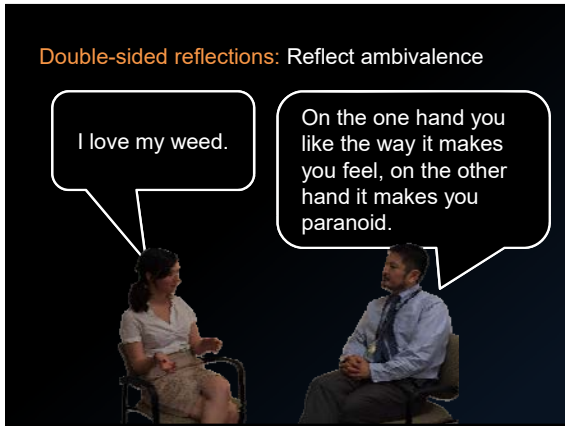 Double-sided reflections: Reflect ambivalence
I love my weed.
On the one hand you
like the way it makes
you feel, on the other
hand it makes you
paranoid.